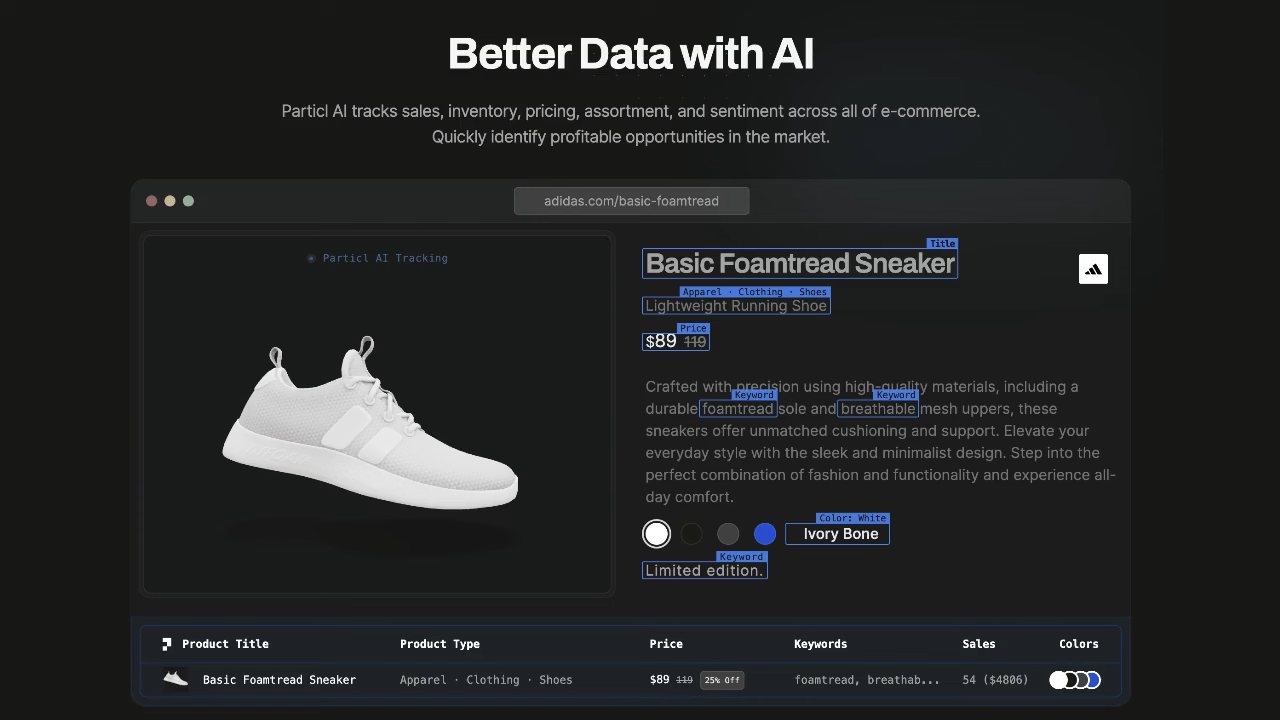 Better Data with AI
Particl AI tracks sales, inventory, pricing, assortment, and sentiment across all of e-commerce.
Quickly identify profitable opportunities in the market.
adidas.com/basic-foamtread
Particl AI Tracking
Title
Basic Foamtread Sneaker
Apparel · Clothing · Shoes
Lightweight Running Shoe
Price
$89 119
Crafted with precision using high-quality materials, including a
Keyword Keyword
durable foamtread sole and breathable mesh uppers, these
sneakers offer unmatched cushioning and support. Elevate your
everyday style with the sleek and minimalist design. Step into the
perfect combination of fashion and functionality and experience all-
day comfort.
Color: White
Ivory Bone
Keyword
Limited edition.
Product Title Product Type Price Keywords Sales Colors
Basic Foamtread Sneaker Apparel · Clothing · Shoes $89 119 25% Off foamtread, breathab... 54 ($4806)